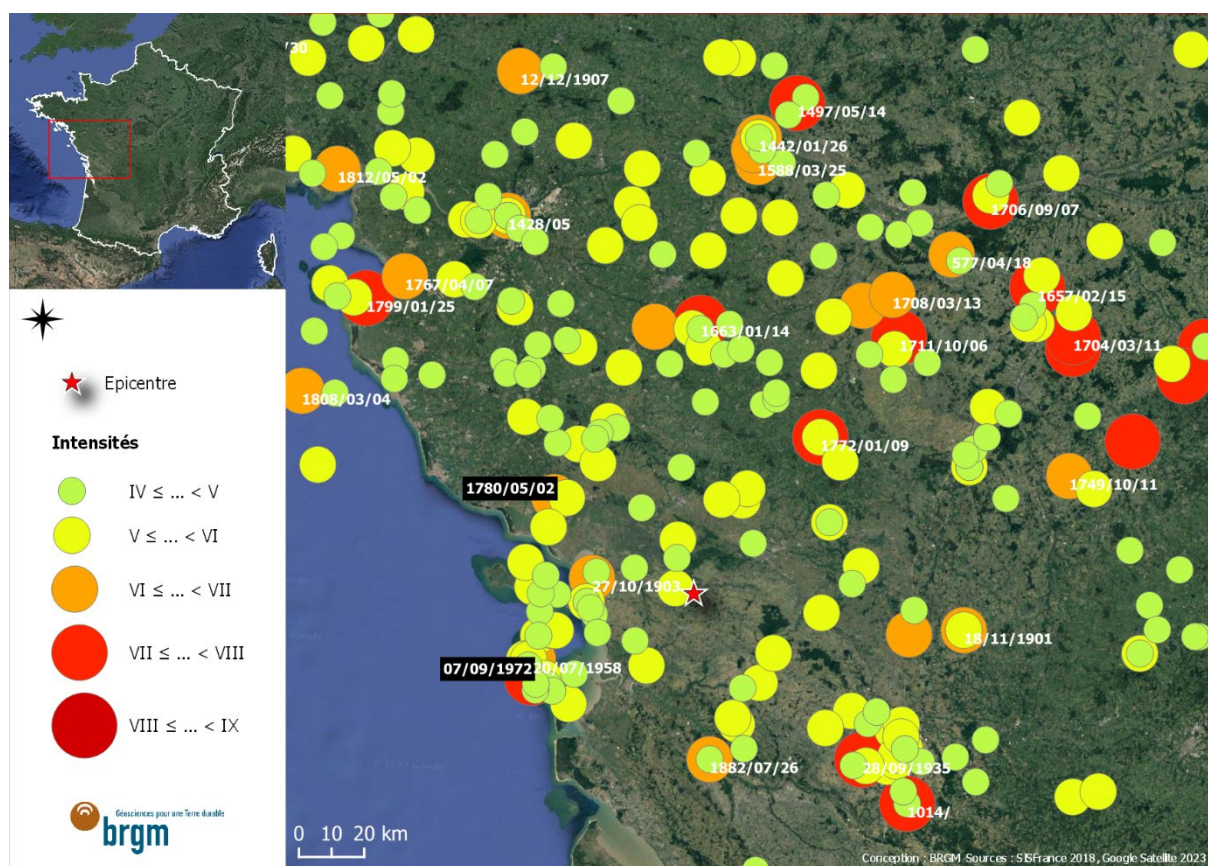 /30
12/12/1907
1497/05/14
1442/01/26
1588/03/25
1812/05/02
1706/09/07
1428/05
577/04/18
1767/04/07
1657/02/15
1799/01/25
1708/03/13
1663/01/14
1711/10/06
1704/03/11
Epicentre
1808/03/04
Intensités
1772/01/09
IV ≤ ... < V
1780/05/02
1749/10/11
V ≤ ... < VI
VI ≤ ... < VII
27/10/1903
18/11/1901
VII ≤ ... < VIII
07/09/1972
20/07/1958
VIII ≤ ... < IX
1882/07/26
28/09/1935
1014/
Géosciences pour une Terre durable
brgm
0 10 20 km
Conception : BRGM Sources : SISFrance 2018, Google Satellite 2023